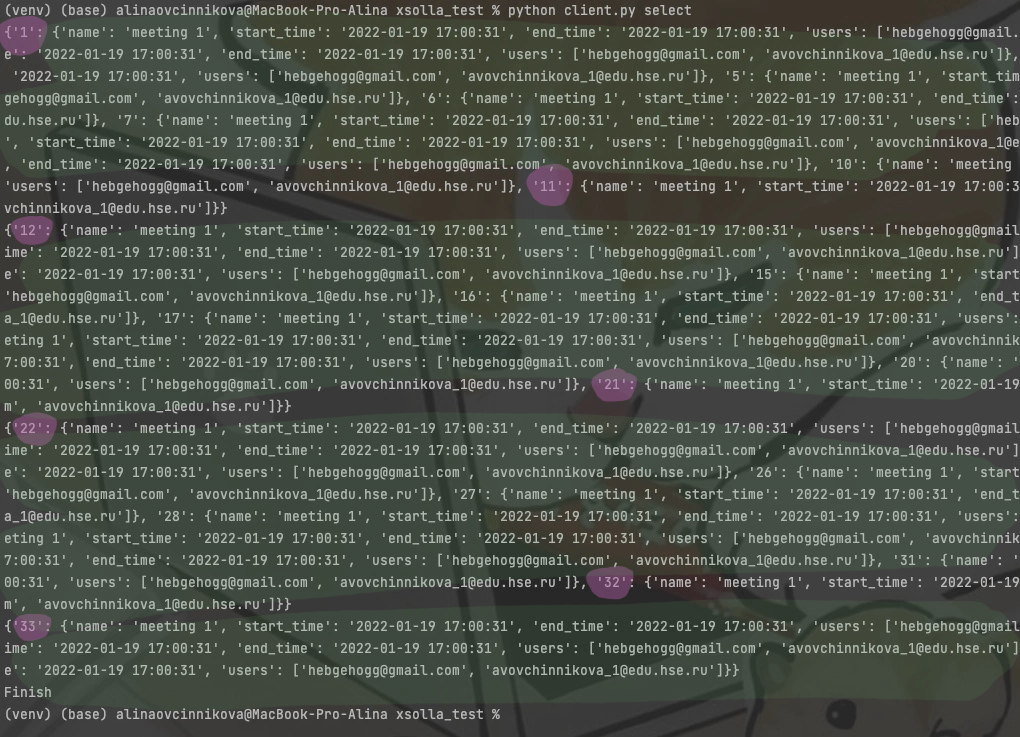 (venv) (base) alinaovcinnikova@MacBook-Pro-Alina xsolla_test % python client.py select
{'1': {'name': 'meeting 1', 'start_time': '2022-01-19 17:00:31', 'end_time': '2022-01-19 17:00:31', 'users': ['hebgehogg@gmail.
e': '2022-01-19 17:00:31', 'end_time': '2022-01-19 17:00:31', 'users': ['hebgehogg@gmail.com', 'avovchinnikova_1@edu.hse.ru']},
'2022-01-19 17:00:31', 'users': ['hebgehogg@gmail.com', 'avovchinnikova_1@edu.hse.ru']}, '5': {'name': 'meeting 1', 'start_tim
gehogg@gmail.com', 'avovchinnikova_1@edu.hse.ru']}, '6': {'name': 'meeting 1', 'start_time': '2022-01-19 17:00:31', 'end_time':
du.hse.ru']}, '7': {'name': 'meeting 1', 'start_time': '2022-01-19 17:00:31', 'end_time': '2022-01-19 17:00:31', 'users': ['heb
', 'start_time': '2022-01-19 17:00:31', 'end_time': '2022-01-19 17:00:31', 'users': ['hebgehogg@gmail.com', 'avovchinnikova_1@e
, 'end_time': '2022-01-19 17:00:31', 'users': ['hebgehogg@gmail.com', 'avovchinnikova_1@edu.hse.ru']}, '10': {'name': 'meeting
'users': ['hebgehogg@gmail.com', 'avovchinnikova_1@edu.hse.ru']}, '11': {'name': 'meeting 1', 'start_time': '2022-01-19 17:00:3
vchinnikova_1@edu.hse.ru']}}
{'12': {'name': 'meeting 1', 'start_time': '2022-01-19 17:00:31', 'end_time': '2022-01-19 17:00:31', 'users': ['hebgehogg@gmail
ime': '2022-01-19 17:00:31', 'end_time': '2022-01-19 17:00:31', 'users': ['hebgehogg@gmail.com', 'avovchinnikova_1@edu.hse.ru']
e': '2022-01-19 17:00:31', 'users': ['hebgehogg@gmail.com', 'avovchinnikova_1@edu.hse.ru']}, '15': {'name': 'meeting 1', 'start
'hebgehogg@gmail.com', 'avovchinnikova_1@edu.hse.ru']}, '16': {'name': 'meeting 1', 'start_time': '2022-01-19 17:00:31', 'end_t
a_1@edu.hse.ru']}, '17': {'name': 'meeting 1', 'start_time': '2022-01-19 17:00:31', 'end_time': '2022-01-19 17:00:31', 'users':
eting 1', 'start_time': '2022-01-19 17:00:31', 'end_time': '2022-01-19 17:00:31', 'users': ['hebgehogg@gmail.com', 'avovchinnik
7:00:31', 'end_time': '2022-01-19 17:00:31', 'users': ['hebgehogg@gmail.com', 'avovchinnikova_1@edu.hse.ru']}, '20': {'name': '
00:31', 'users': ['hebgehogg@gmail.com', 'avovchinnikova_1@edu.hse.ru']}, '21': {'name': 'meeting 1', 'start_time': '2022-01-19
m', 'avovchinnikova_1@edu.hse.ru']}}
{'22': {'name': 'meeting 1', 'start_time': '2022-01-19 17:00:31', 'end_time': '2022-01-19 17:00:31', 'users': ['hebgehogg@gmail
ime': '2022-01-19 17:00:31', 'end_time': '2022-01-19 17:00:31', 'users': ['hebgehogg@gmail.com', 'avovchinnikova_1@edu.hse.ru']
e': '2022-01-19 17:00:31', 'users': ['hebgehogg@gmail.com', 'avovchinnikova_1@edu.hse.ru']}, '26': {'name': 'meeting 1', 'start
'hebgehogg@gmail.com', 'avovchinnikova_1@edu.hse.ru']}, '27': {'name': 'meeting 1', 'start_time': '2022-01-19 17:00:31', 'end_t
a_1@edu.hse.ru']}, '28': {'name': 'meeting 1', 'start_time': '2022-01-19 17:00:31', 'end_time': '2022-01-19 17:00:31', 'users':
eting 1', 'start_time': '2022-01-19 17:00:31', 'end_time': '2022-01-19 17:00:31', 'users': ['hebgehogg@gmail.com', 'avovchinnik
7:00:31', 'end_time': '2022-01-19 17:00:31', 'users': ['hebgehogg@gmail.com', 'avovchinnikova_1@edu.hse.ru']}, '31': {'name': '
00:31', 'users': ['hebgehogg@gmail.com', 'avovchinnikova_1@edu.hse.ru']}, '32': {'name': 'meeting 1', 'start_time': '2022-01-19
m', 'avovchinnikova_1@edu.hse.ru']}}
{'33': {'name': 'meeting 1', 'start_time': '2022-01-19 17:00:31', 'end_time': '2022-01-19 17:00:31', 'users': ['hebgehogg@gmail
ime': '2022-01-19 17:00:31', 'end_time': '2022-01-19 17:00:31', 'users': ['hebgehogg@gmail.com', 'avovchinnikova_1@edu.hse.ru']
e': '2022-01-19 17:00:31', 'users': ['hebgehogg@gmail.com', 'avovchinnikova_1@edu.hse.ru']}}
Finish
(venv) (base) alinaovcinnikova@MacBook-Pro-Alina xsolla_test %